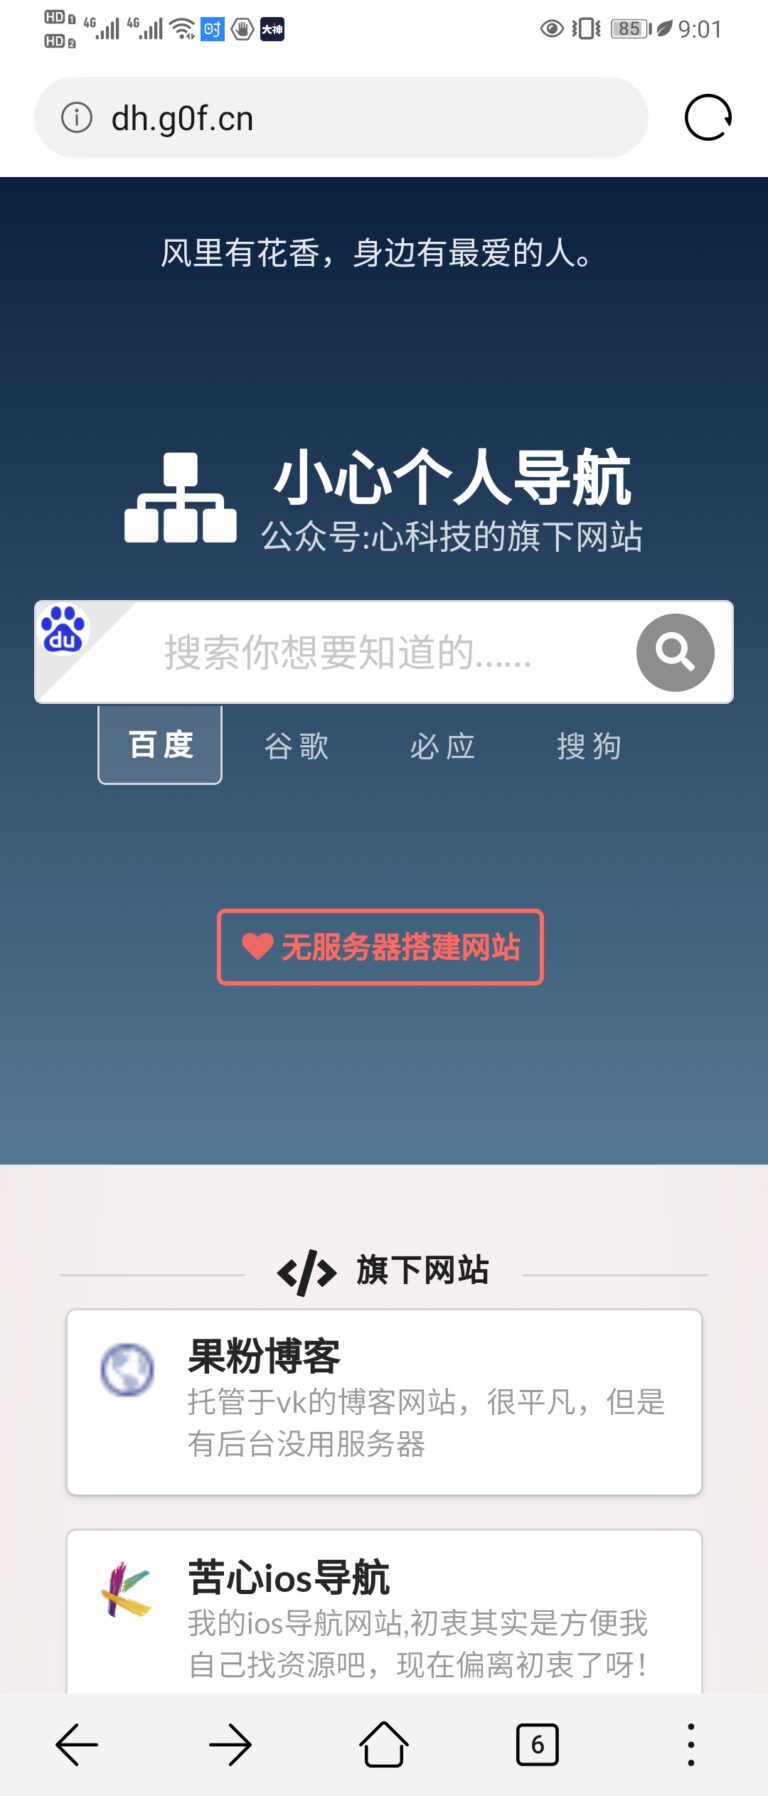 HD 1 4G 4G 时 大神 85 9:01
HD 2
dh.g0f.cn
风里有花香，身边有最爱的人。
小心个人导航
公众号:心科技的旗下网站
du 搜索你想要知道的......
百度 谷歌 必应 搜狗
无服务器搭建网站
</> 旗下网站
果粉博客
托管于vk的博客网站，很平凡，但是
有后台没用服务器
苦心ios导航
我的ios导航网站,初衷其实是方便我
自己找资源吧，现在偏离初衷了呀!
6